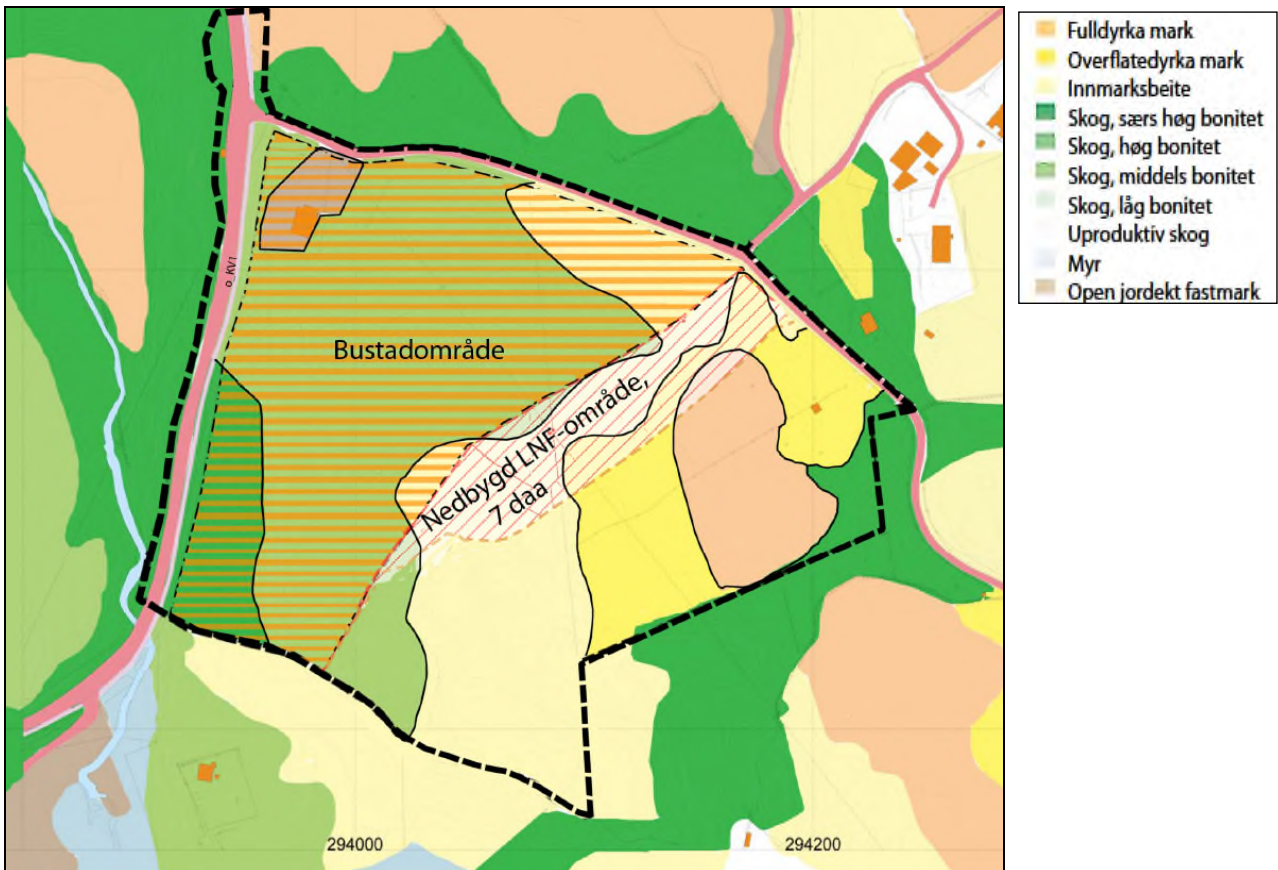 o_KV1
Bustadområde
Nedbygd LNF-område,
7 daa
294000
294200
Fulldyrka mark
Overflatedyrka mark
Innmarksbeite
Skog, særs høg bonitet
Skog, høg bonitet
Skog, middels bonitet
Skog, låg bonitet
Uproduktiv skog
Myr
Open jordekt fastmark